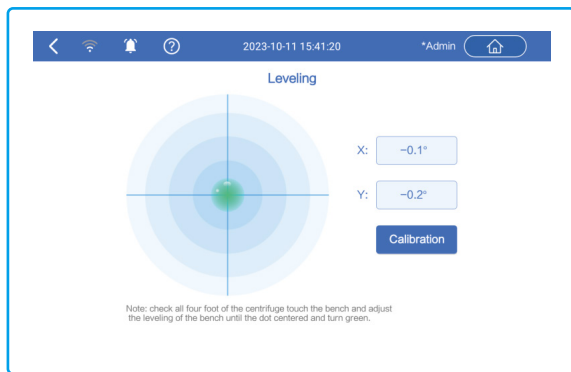 2023-10-11 15:41:20 *Admin
Leveling
X: −0.1°
Y: −0.2°
Calibration
Note: check all four foot of the centrifuge touch the bench and adjust
the leveling of the bench until the dot centered and turn green.